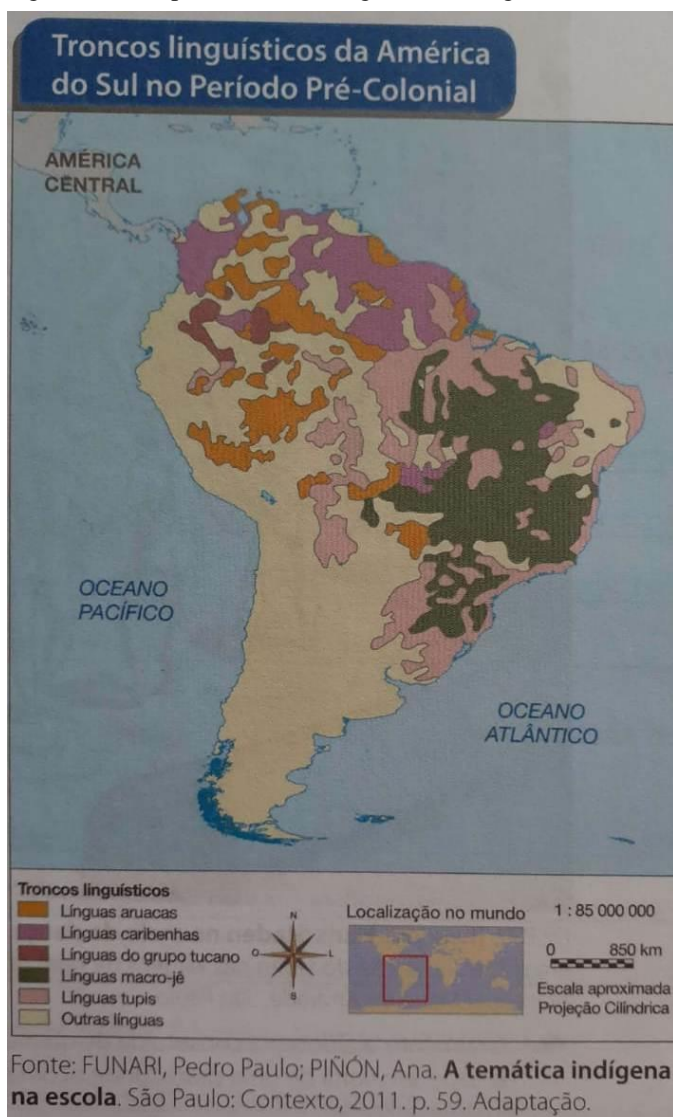 Troncos linguísticos da América
do Sul no Período Pré-Colonial
AMÉRICA
CENTRAL
OCEANO
PACÍFICO
OCEANO
ATLÂNTICO
Troncos linguísticos
Línguas aruacas
Línguas caribenhas
Línguas do grupo tucano
Línguas macro-jê
Línguas tupis
Outras línguas
N
O
L
S
Localização no mundo
1 : 85 000 000
0 850 km
Escala aproximada
Projeção Cilíndrica
Fonte: FUNARI, Pedro Paulo; PIÑÓN, Ana. A temática indígena
na escola. São Paulo: Contexto, 2011. p. 59. Adaptação.